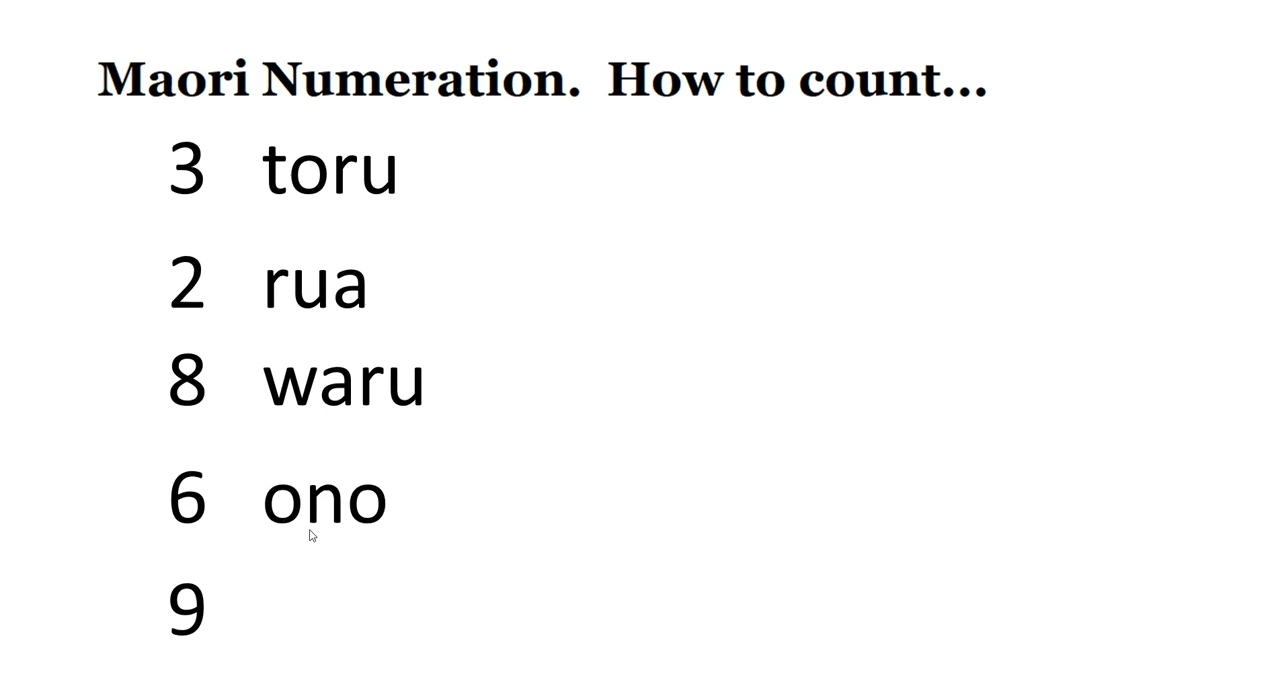 Maori Numeration.  How to count...
3 toru
2 rua
8 waru
6 ono
9